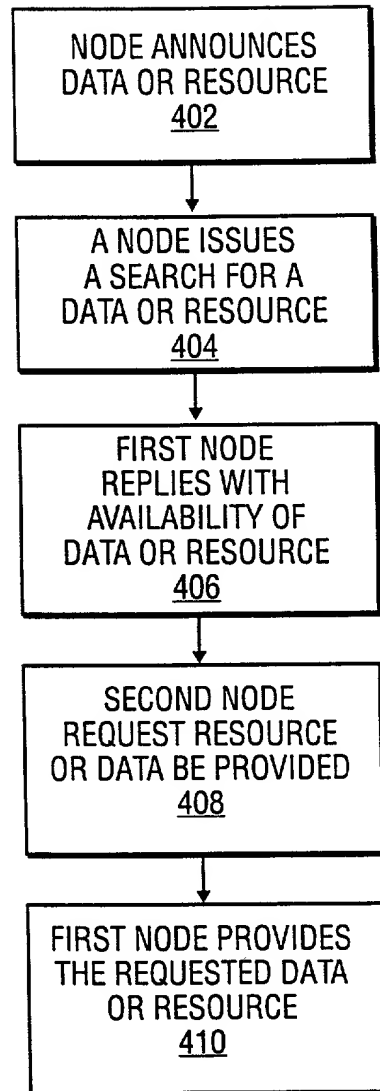 NODE ANNOUNCES
DATA OR RESOURCE
402
A NODE ISSUES
A SEARCH FOR A
DATA OR RESOURCE
404
FIRST NODE
REPLIES WITH
AVAILABILITY OF
DATA OR RESOURCE
406
SECOND NODE
REQUEST RESOURCE
OR DATA BE PROVIDED
408
FIRST NODE PROVIDES
THE REQUESTED DATA
OR RESOURCE
410